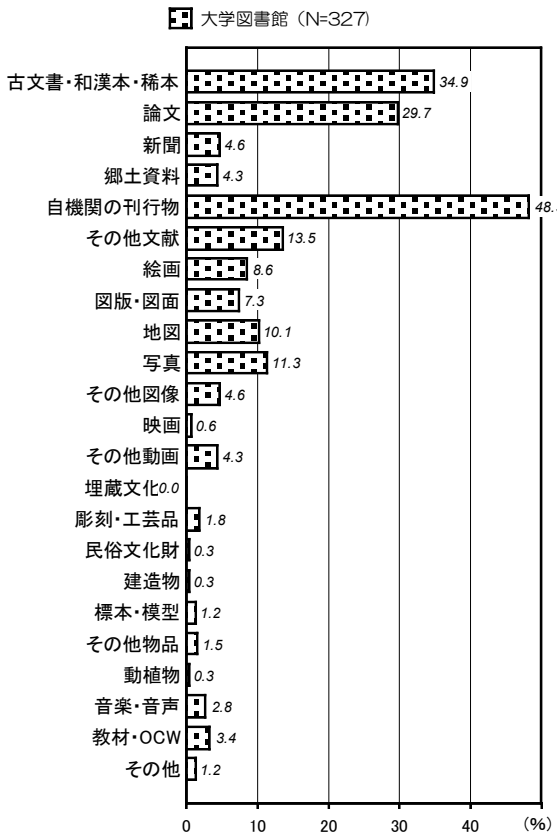 大学図書館（N=327）
古文書・和漢本・稀本 34.9
論文 29.7
新聞 4.6
郷土資料 4.3
自機関の刊行物 48.
その他文献 13.5
絵画 8.6
図版・図面 7.3
地図 10.1
写真 11.3
その他図像 4.6
映画 0.6
その他動画 4.3
埋蔵文化 0.0
彫刻・工芸品 1.8
民俗文化財 0.3
建造物 0.3
標本・模型 1.2
その他物品 1.5
動植物 0.3
音楽・音声 2.8
教材・OCW 3.4
その他 1.2
0 10 20 30 40 (%)